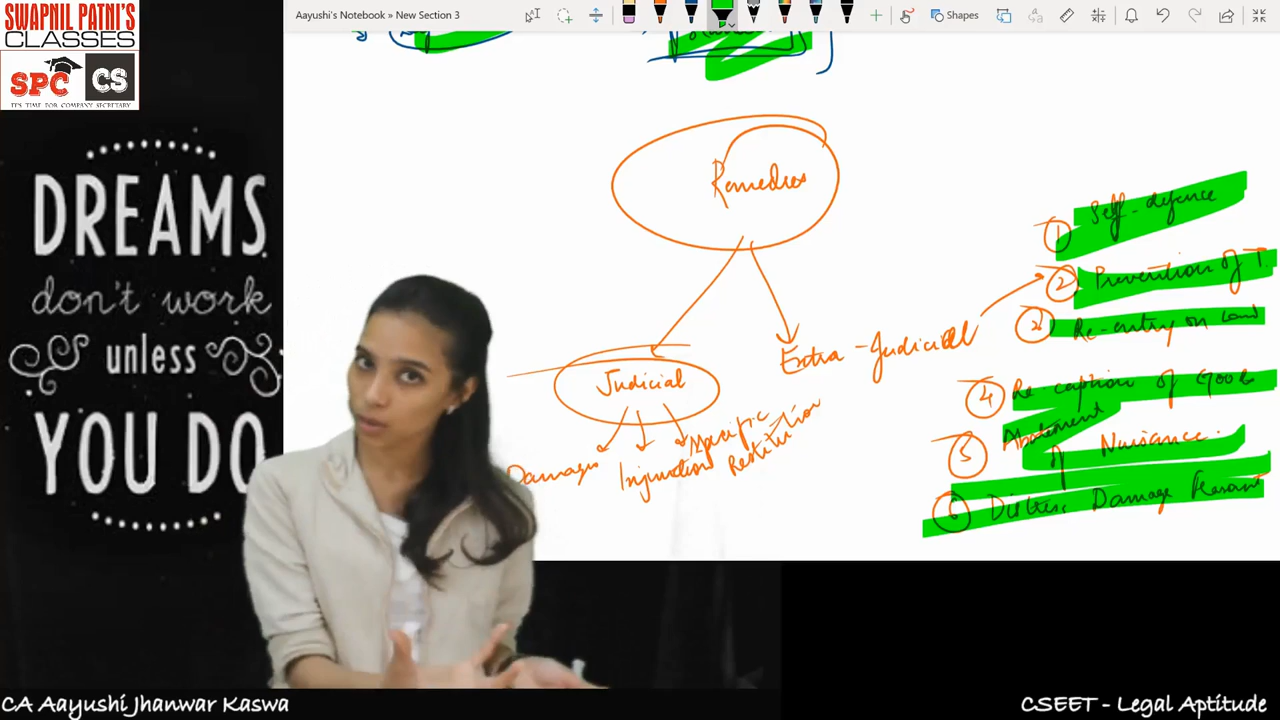 SWAPNIL PATNI'S
CLASSES
SPC CS
IT'S TIME FOR COMPANY SECRETARY
Aayushi's Notebook > New Section 3
Shapes
DREAMS
don't work
unless
YOU DO
Remedies
Judicial
Extra-Judicial
Damages
Injunction
specific
Restitution
1 Self-defence
2 Prevention of T.
3 Re-entry on Land
4 Re-caption of Goods
5 Abatement
of Nuisance.
6 Distress Damage Feasant
CA Aayushi Jhanwar Kaswa
CSEET - Legal Aptitude